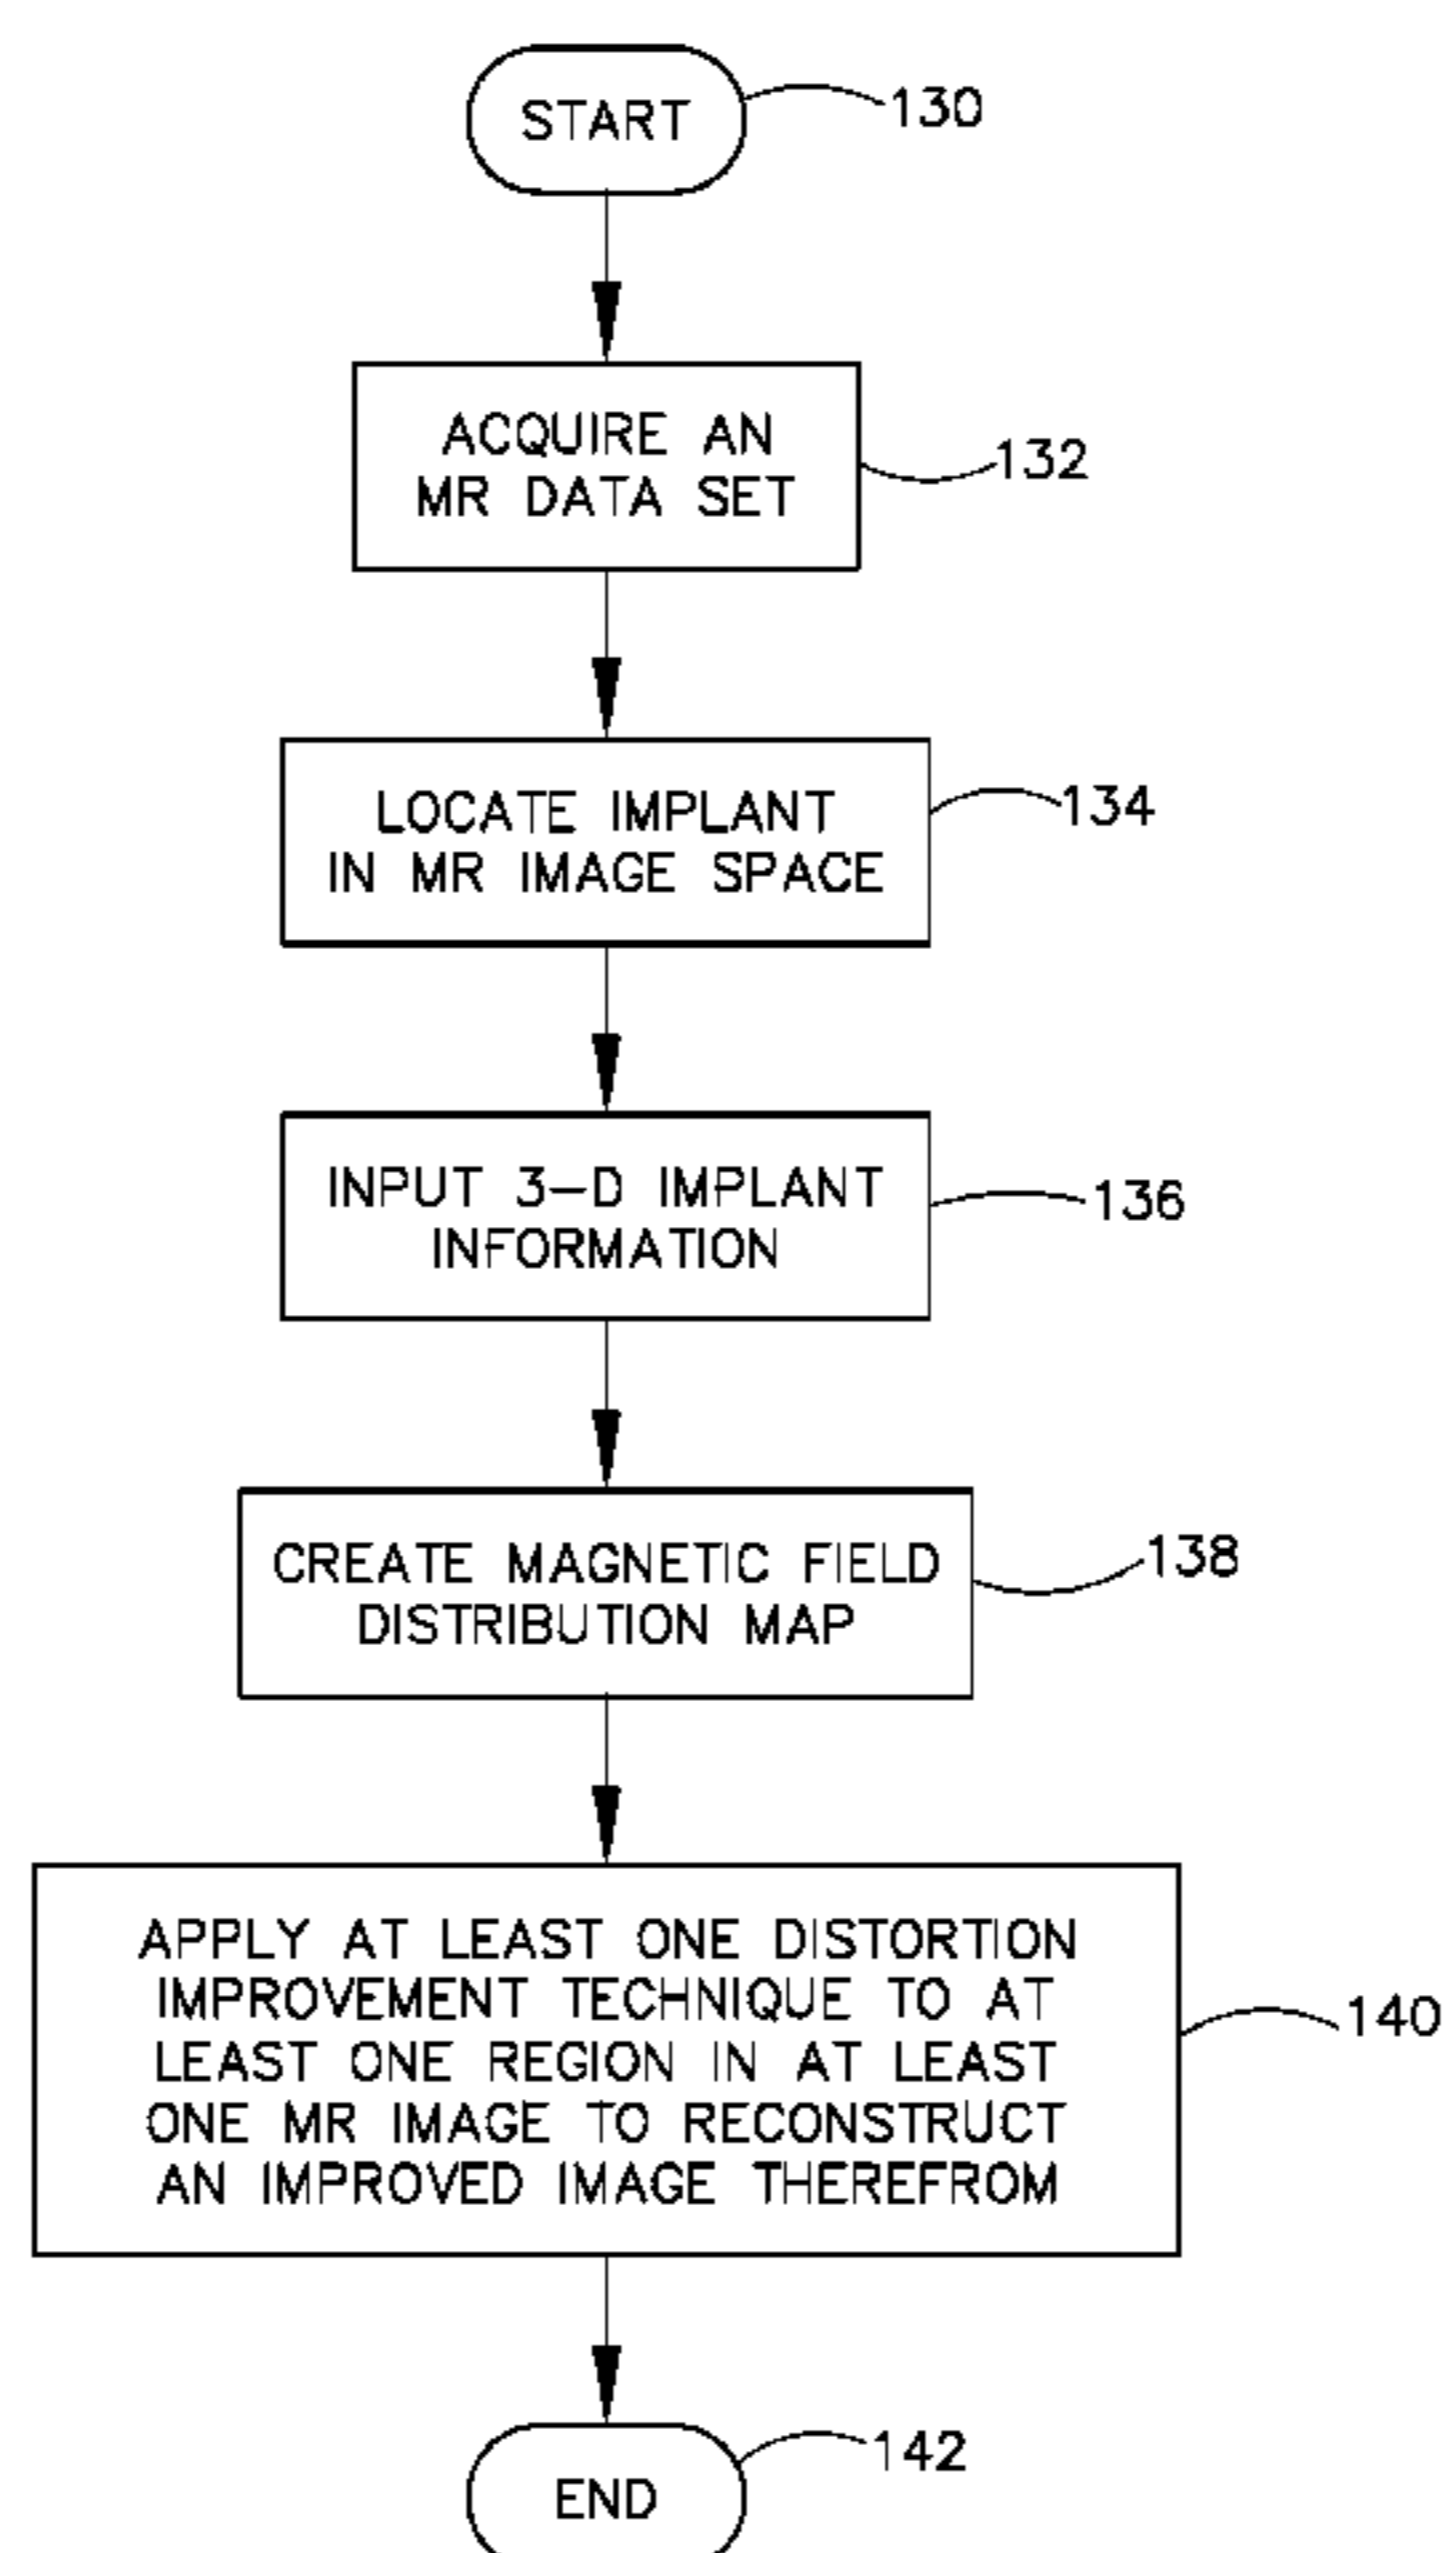 START
130
ACQUIRE AN
MR DATA SET
132
LOCATE IMPLANT
IN MR IMAGE SPACE
134
INPUT 3-D IMPLANT
INFORMATION
136
CREATE MAGNETIC FIELD
DISTRIBUTION MAP
138
APPLY AT LEAST ONE DISTORTION
IMPROVEMENT TECHNIQUE TO AT
LEAST ONE REGION IN AT LEAST
ONE MR IMAGE TO RECONSTRUCT
AN IMPROVED IMAGE THEREFROM
140
END
142